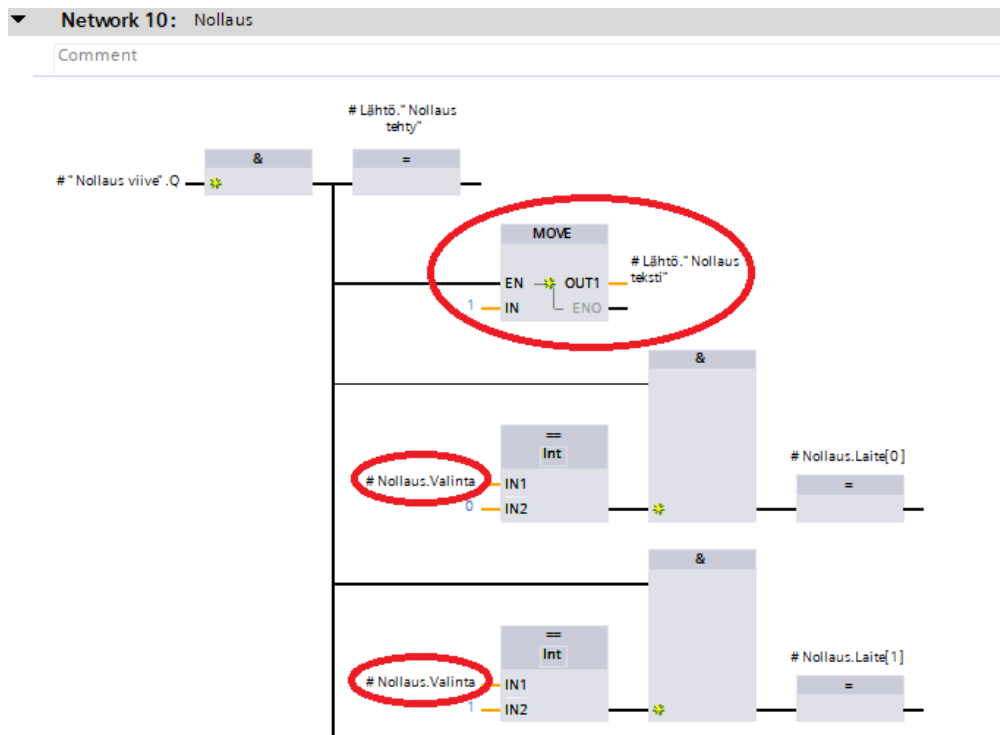 Network 10: Nollaus
Comment
# Lähtö." Nollaus
tehty"
&
=
# " Nollaus viive" .Q
MOVE
# Lähtö." Nollaus
teksti"
EN
OUT1
1
IN
ENO
&
==
Int
# Nollaus.Valinta
IN1
0
IN2
# Nollaus.Laite[0]
=
&
==
Int
# Nollaus.Valinta
IN1
1
IN2
# Nollaus.Laite[1]
=